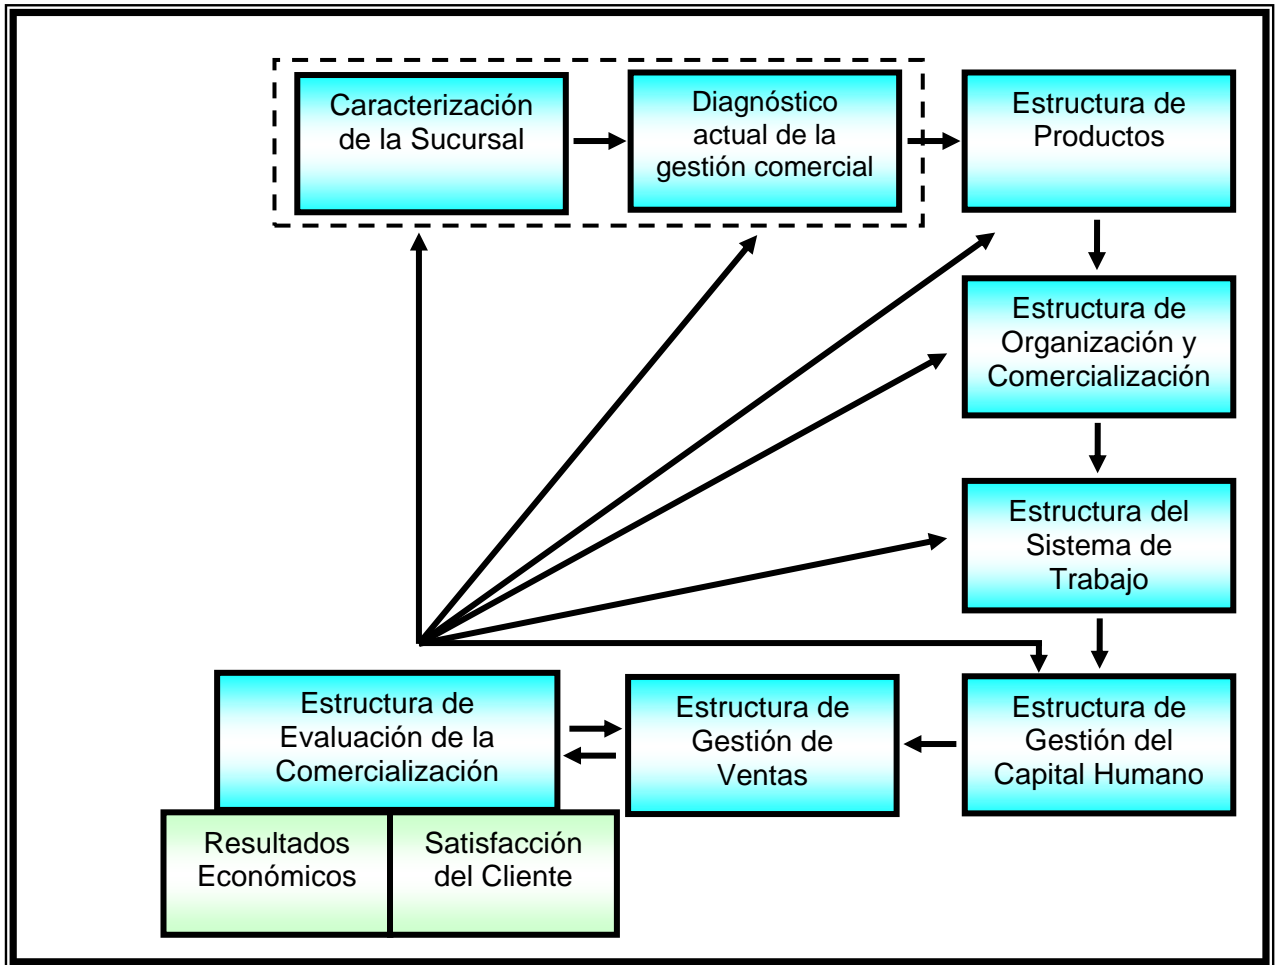 Caracterización
de la Sucursal
Diagnóstico
actual de la
gestión comercial
Estructura de
Productos
Estructura de
Organización y
Comercialización
Estructura del
Sistema de
Trabajo
Estructura de
Evaluación de la
Comercialización
Estructura de
Gestión de
Ventas
Estructura de
Gestión del
Capital Humano
Resultados
Económicos
Satisfacción
del Cliente